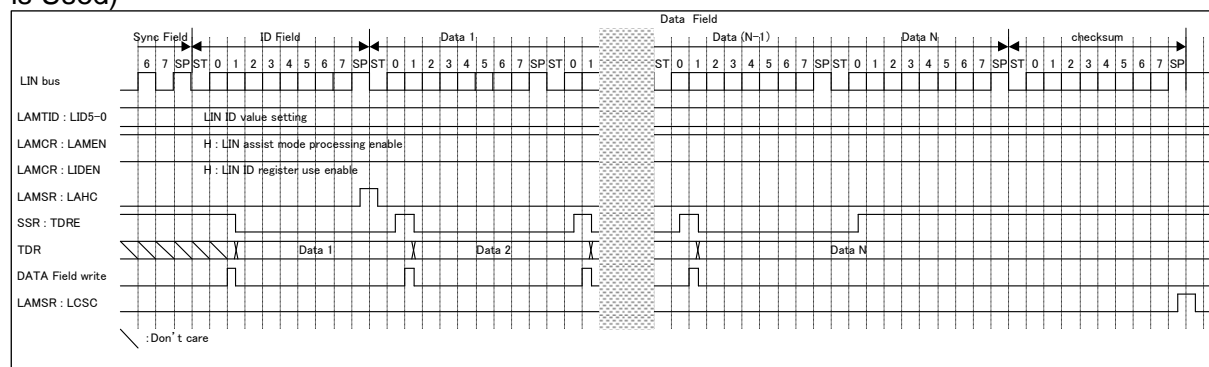 is Used)
Data Field
Sync Field ID Field Data 1 Data (N-1) Data N checksum
6 7 SP ST 0 1 2 3 4 5 6 7 SP ST 0 1 2 3 4 5 6 7 SP ST 0 1 ST 0 1 2 3 4 5 6 7 SP ST 0 1 2 3 4 5 6 7 SP ST 0 1 2 3 4 5 6 7 SP
LIN bus
LAMTID : LID5-0 LIN ID value setting
LAMCR : LAMEN H : LIN assist mode processing enable
LAMCR : LIDEN H : LIN ID register use enable
LAMSR : LAHC
SSR : TDRE
TDR Data 1 Data 2 Data N
DATA Field write
LAMSR : LCSC
:Don't care